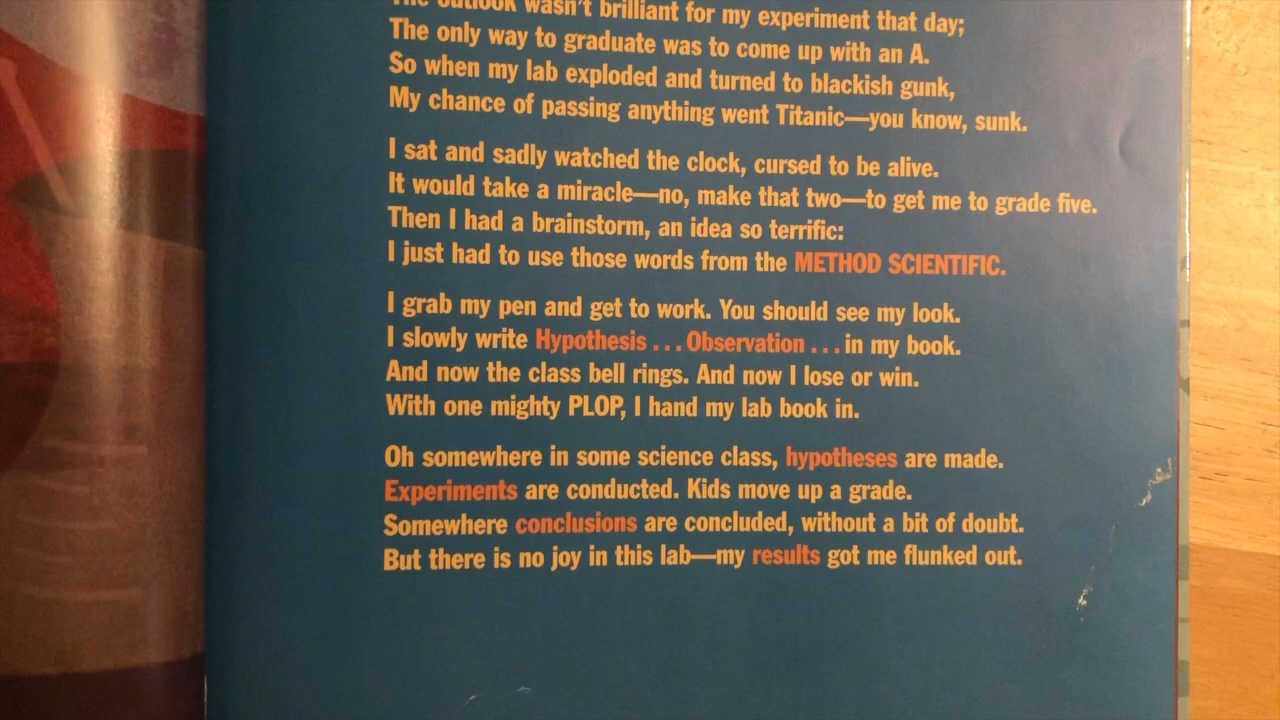 The outlook wasn't brilliant for my experiment that day;
The only way to graduate was to come up with an A.
So when my lab exploded and turned to blackish gunk,
My chance of passing anything went Titanic—you know, sunk.
I sat and sadly watched the clock, cursed to be alive.
It would take a miracle—no, make that two—to get me to grade five.
Then I had a brainstorm, an idea so terrific:
I just had to use those words from the METHOD SCIENTIFIC.
I grab my pen and get to work. You should see my look.
I slowly write Hypothesis . . . Observation . . . in my book.
And now the class bell rings. And now I lose or win.
With one mighty PLOP, I hand my lab book in.
Oh somewhere in some science class, hypotheses are made.
Experiments are conducted. Kids move up a grade.
Somewhere conclusions are concluded, without a bit of doubt.
But there is no joy in this lab—my results got me flunked out.